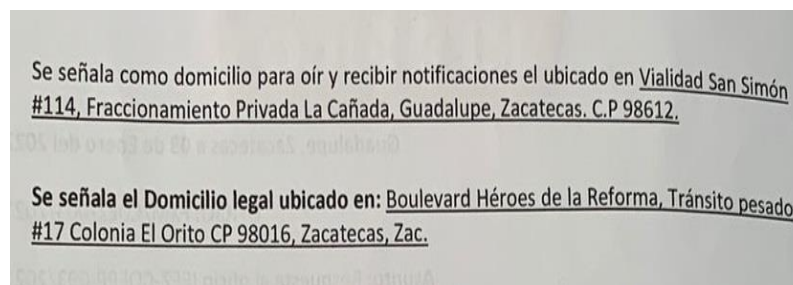 Se señala como domicilio para oír y recibir notificaciones el ubicado en Vialidad San Simón
#114, Fraccionamiento Privada La Cañada, Guadalupe, Zacatecas. C.P 98612.
Se señala el Domicilio legal ubicado en: Boulevard Héroes de la Reforma, Tránsito pesado
#17 Colonia El Orito CP 98016, Zacatecas, Zac.